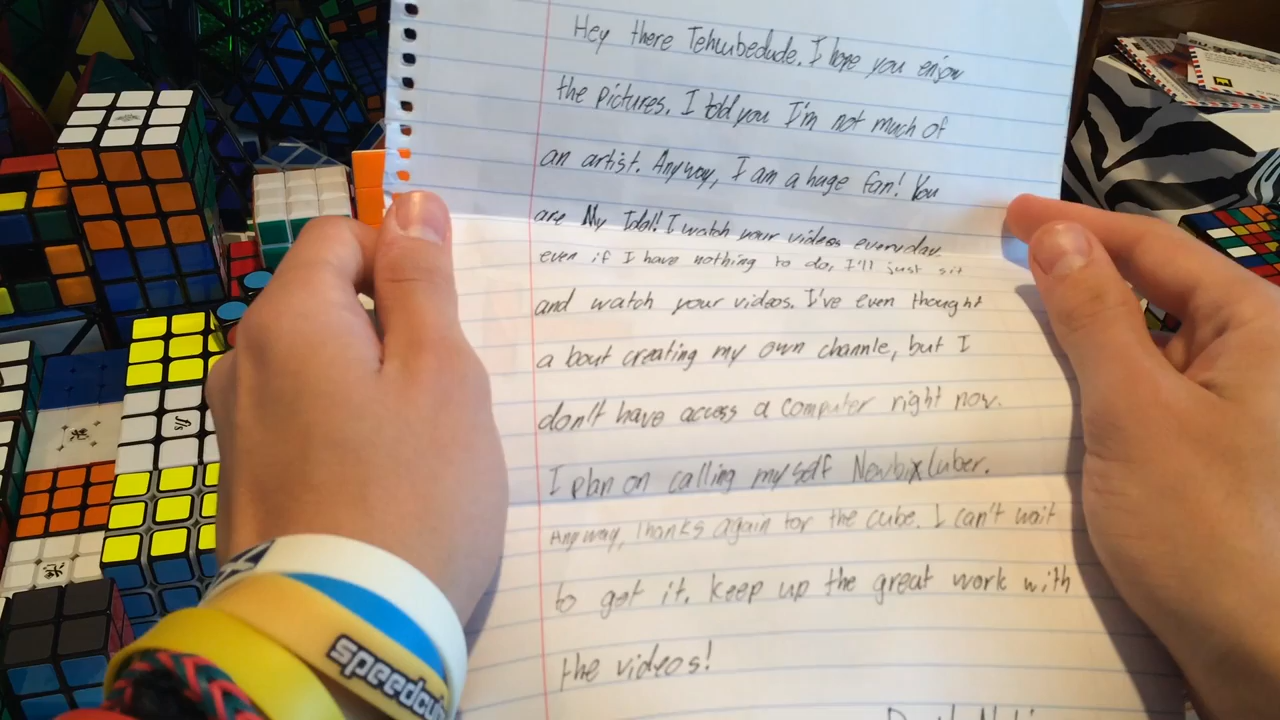 Hey there Tehcubedude. I hope you enjoy
the pictures. I told you I'm not much of
an artist. Anyway, I am a huge fan! You
are My Idol! I watch your videos everyday
even if I have nothing to do, I'll just sit
and watch your videos. I've even thought
a bout creating my own channle, but I
don't have access a computer right now.
I plan on calling my self Newbixluber.
Anyway, thanks again for the cube. I can't wait
to get it. keep up the great work with
the videos!
speedcu